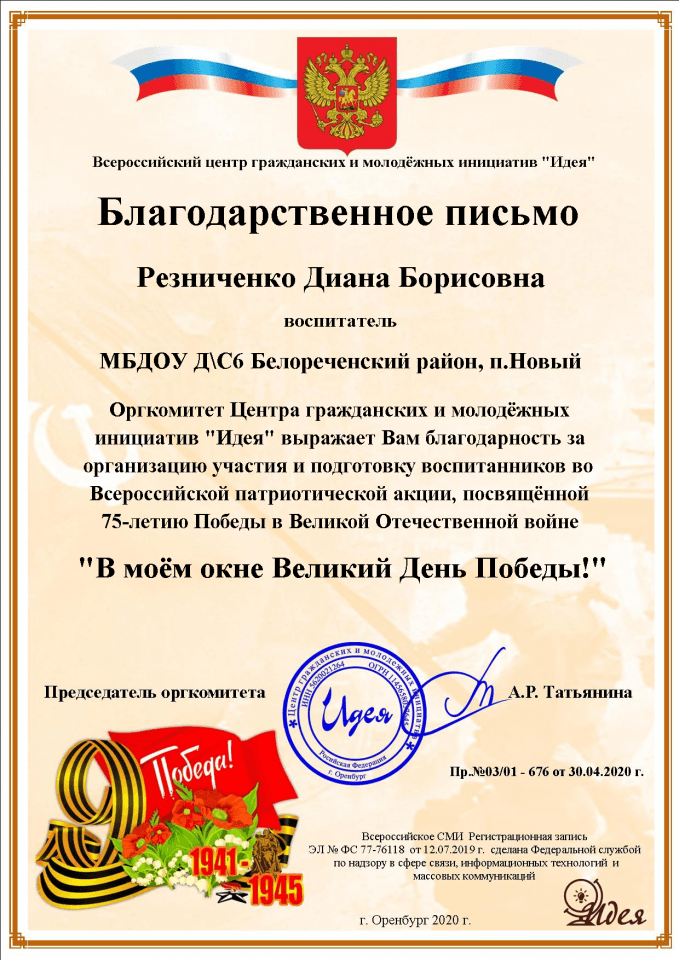 Всероссийский центр гражданских и молодёжных инициатив "Идея"
Благодарственное письмо
Резниченко Диана Борисовна
воспитатель
МБДОУ Д\С6 Белореченский район, п.Новый
Оргкомитет Центра гражданских и молодёжных
инициатив "Идея" выражает Вам благодарность за
организацию участия и подготовку воспитанников во
Всероссийской патриотической акции, посвящённой
75-летию Победы в Великой Отечественной войне
"В моём окне Великий День Победы!"
Председатель оргкомитета
Центр гражданских и молодежных инициатив
ИНН 5620021264
ОГРН
Идея
Российская Федерация
г. Оренбург
А.Р. Татьянина
Победа!
9
1941-
1945
Пр.№03/01 - 676 от 30.04.2020 г.
Всероссийское СМИ Регистрационная запись
ЭЛ № ФС 77-76118 от 12.07.2019 г. сделана Федеральной службой
по надзору в сфере связи, информационных технологий и
массовых коммуникаций
Идея
г. Оренбург 2020 г.